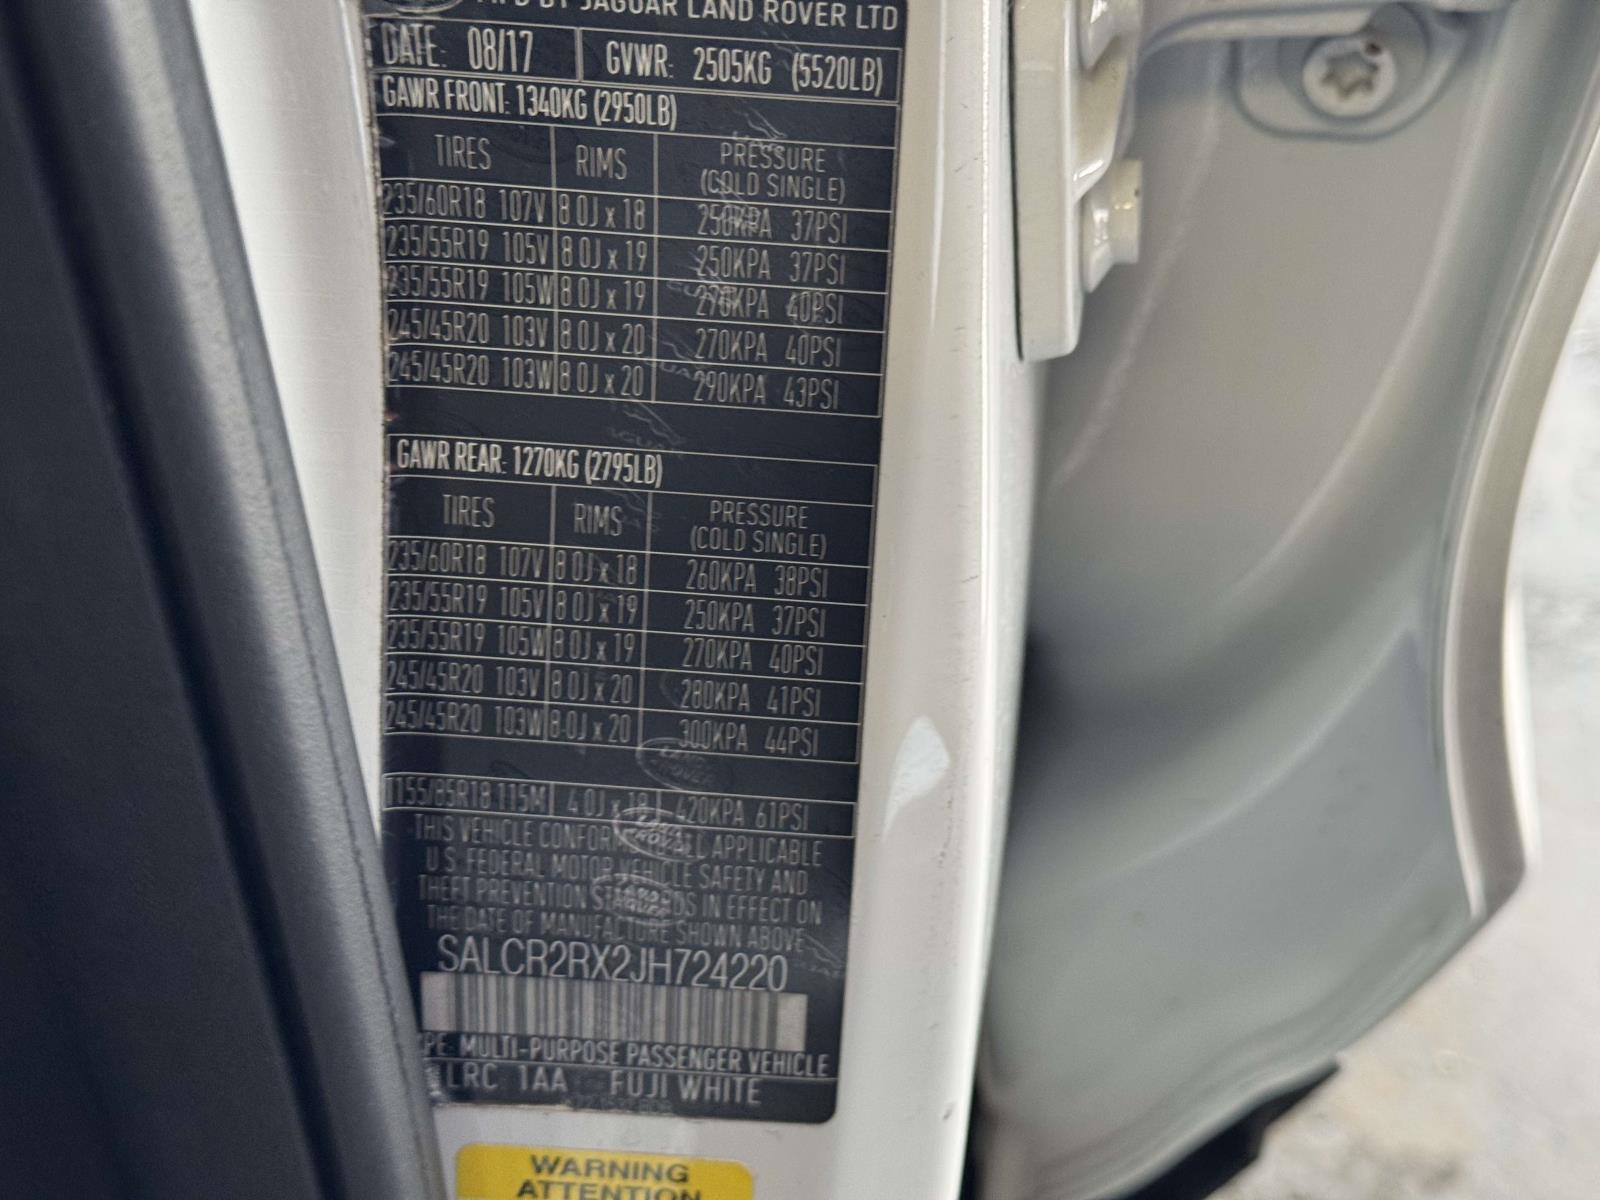 MFD BY JAGUAR LAND ROVER LTD
DATE: 08/17 GVWR: 2505KG (5520LB)
GAWR FRONT: 1340KG (2950LB)
TIRES RIMS PRESSURE
(COLD SINGLE)
235/60R18 107V 8.0J x 18 250KPA 37PSI
235/55R19 105V 8.0J x 19 250KPA 37PSI
235/55R19 105W 8.0J x 19 270KPA 40PSI
245/45R20 103V 8.0J x 20 270KPA 40PSI
245/45R20 103W 8.0J x 20 290KPA 43PSI
GAWR REAR: 1270KG (2795LB)
TIRES RIMS PRESSURE
(COLD SINGLE)
235/60R18 107V 8.0J x 18 260KPA 38PSI
235/55R19 105V 8.0J x 19 250KPA 37PSI
235/55R19 105W 8.0J x 19 270KPA 40PSI
245/45R20 103V 8.0J x 20 280KPA 41PSI
245/45R20 103W 8.0J x 20 300KPA 44PSI
T155/85R18 115M 4.0J x 18 420KPA 61PSI
THIS VEHICLE CONFORMS ALL APPLICABLE
U.S. FEDERAL MOTOR VEHICLE SAFETY AND
THEFT PREVENTION STANDARDS IN EFFECT ON
THE DATE OF MANUFACTURE SHOWN ABOVE
SALCR2RX2JH724220
PE: MULTI-PURPOSE PASSENGER VEHICLE
LRC 1AA FUJI WHITE
WARNING
ATTENTION